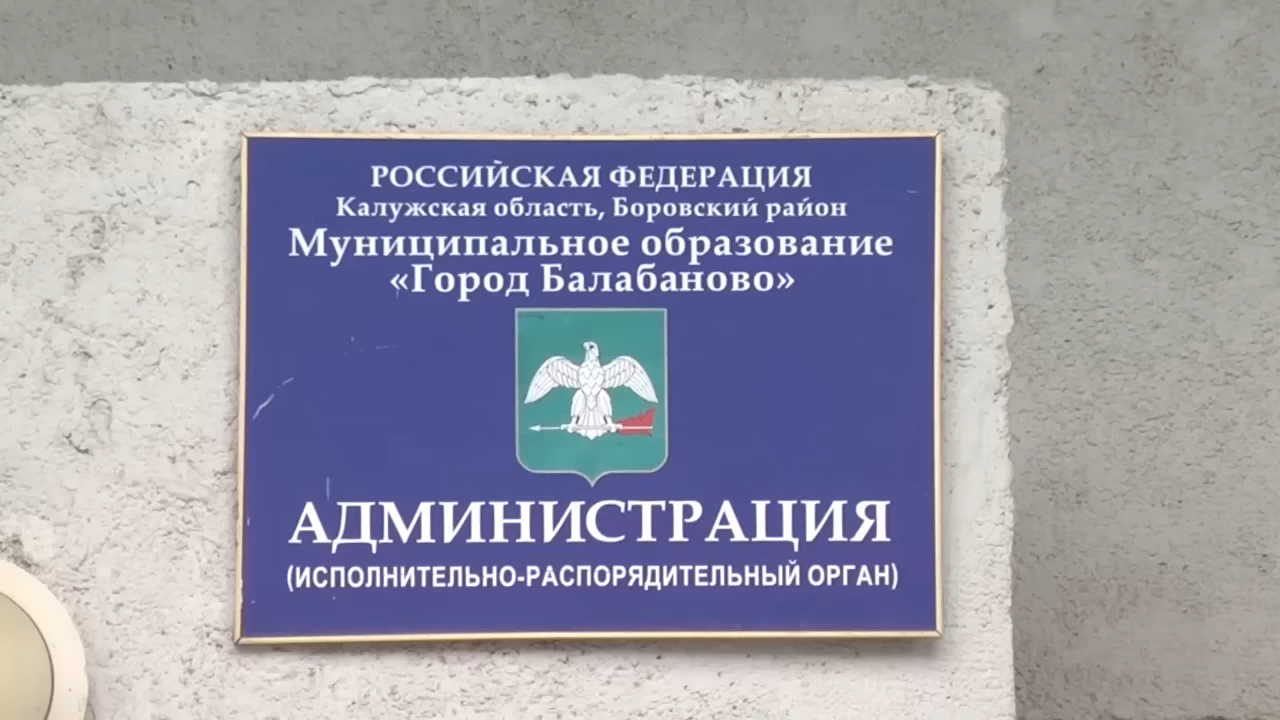 РОССИЙСКАЯ ФЕДЕРАЦИЯ
Калужская область, Боровский район
Муниципальное образование
«Город Балабаново»
АДМИНИСТРАЦИЯ
(ИСПОЛНИТЕЛЬНО-РАСПОРЯДИТЕЛЬНЫЙ ОРГАН)